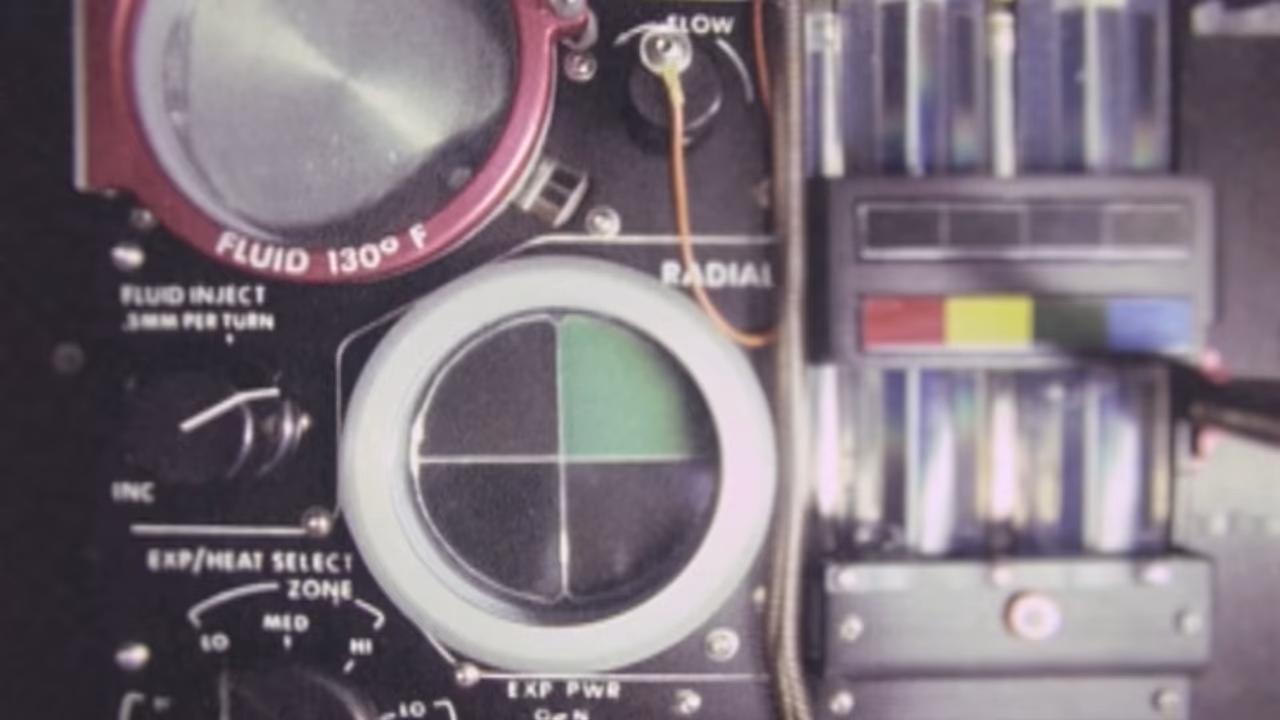 FLOW
FLUID 130º F
RADIAL
FLUID INJECT
.5MM PER TURN
INC
EXP/HEAT SELECT
ZONE
MED
LO
HI
EXP PWR
LO